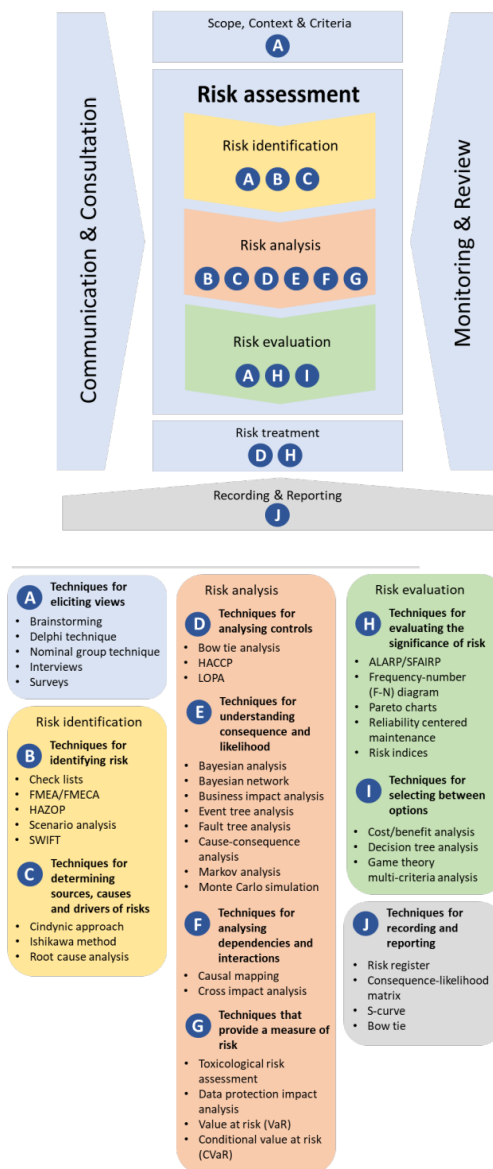 Scope, Context & Criteria
A
Communication & Consultation
Risk assessment
Risk identification
A B C
Risk analysis
B C D E F G
Risk evaluation
A H I
Monitoring & Review
Risk treatment
D H
Recording & Reporting
J
A
Techniques for
eliciting views
• Brainstorming
• Delphi technique
• Nominal group technique
• Interviews
• Surveys
Risk identification
B
Techniques for
identifying risk
• Check lists
• FMEA/FMECA
• HAZOP
• Scenario analysis
• SWIFT
C
Techniques for
determining
sources, causes
and drivers of risks
• Cindynic approach
• Ishikawa method
• Root cause analysis
Risk analysis
D
Techniques for
analysing controls
• Bow tie analysis
• HACCP
• LOPA
E
Techniques for
understanding
consequence and
likelihood
• Bayesian analysis
• Bayesian network
• Business impact analysis
• Event tree analysis
• Fault tree analysis
• Cause-consequence
analysis
• Markov analysis
• Monte Carlo simulation
F
Techniques for
analysing
dependencies and
interactions
• Causal mapping
• Cross impact analysis
G
Techniques that
provide a measure of
risk
• Toxicological risk
assessment
• Data protection impact
analysis
• Value at risk (VaR)
• Conditional value at risk
(CVaR)
Risk evaluation
H
Techniques for
evaluating the
significance of risk
• ALARP/SFAIRP
• Frequency-number
(F-N) diagram
• Pareto charts
• Reliability centered
maintenance
• Risk indices
I
Techniques for
selecting between
options
• Cost/benefit analysis
• Decision tree analysis
• Game theory
multi-criteria analysis
J
Techniques for
recording and
reporting
• Risk register
• Consequence-likelihood
matrix
• S-curve
• Bow tie